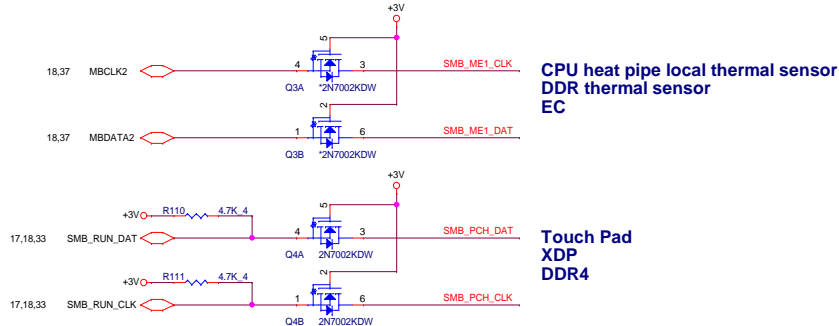 +3V
5
18,37 MBCLK2 4 3 SMB_ME1_CLK
Q3A *2N7002KDW
CPU heat pipe local thermal sensor
DDR thermal sensor
EC
2
18,37 MBDATA2 1 6 SMB_ME1_DAT
Q3B *2N7002KDW
+3V
+3V R110 4.7K_4
5
17,18,33 SMB_RUN_DAT 4 3 SMB_PCH_DAT
Q4A 2N7002KDW
Touch Pad
XDP
DDR4
+3V R111 4.7K_4
2
17,18,33 SMB_RUN_CLK 1 6 SMB_PCH_CLK
Q4B 2N7002KDW